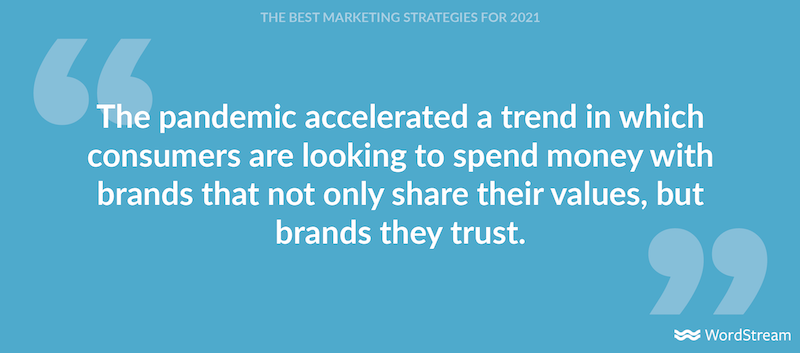 THE BEST MARKETING STRATEGIES FOR 2021
The pandemic accelerated a trend in which
consumers are looking to spend money with
brands that not only share their values, but
brands they trust.
WordStream